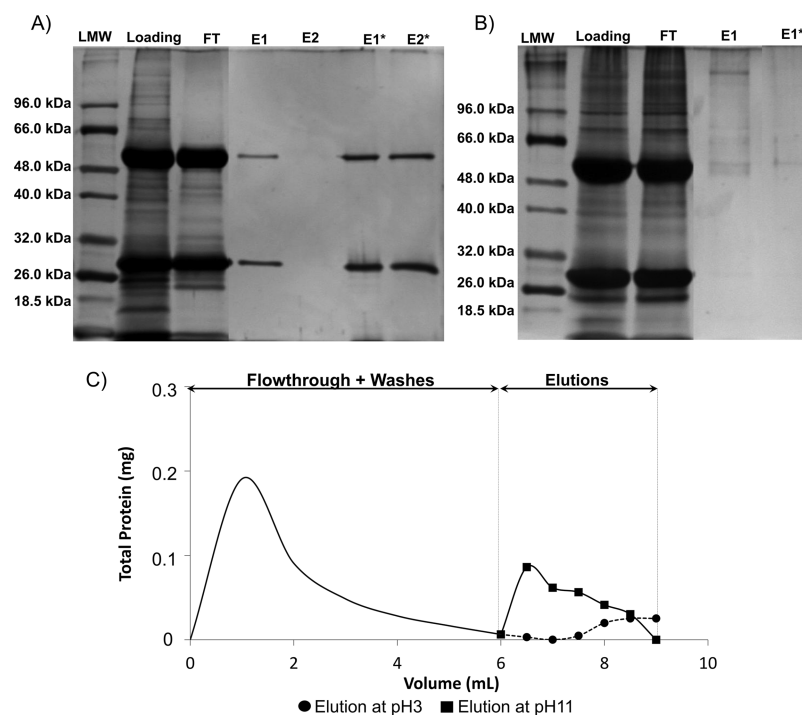 A)
LMW Loading FT E1 E2 E1* E2*
96.0 kDa
66.0 kDa
48.0 kDa
40.0 kDa
32.0 kDa
26.0 kDa
18.5 kDa
B)
LMW Loading FT E1 E1*
96.0 kDa
66.0 kDa
48.0 kDa
40.0 kDa
32.0 kDa
26.0 kDa
18.5 kDa
C)
Flowthrough + Washes Elutions
Total Protein (mg)
0.3
0.2
0.1
0
0 2 4 6 8 10
Volume (mL)
Elution at pH3 Elution at pH11